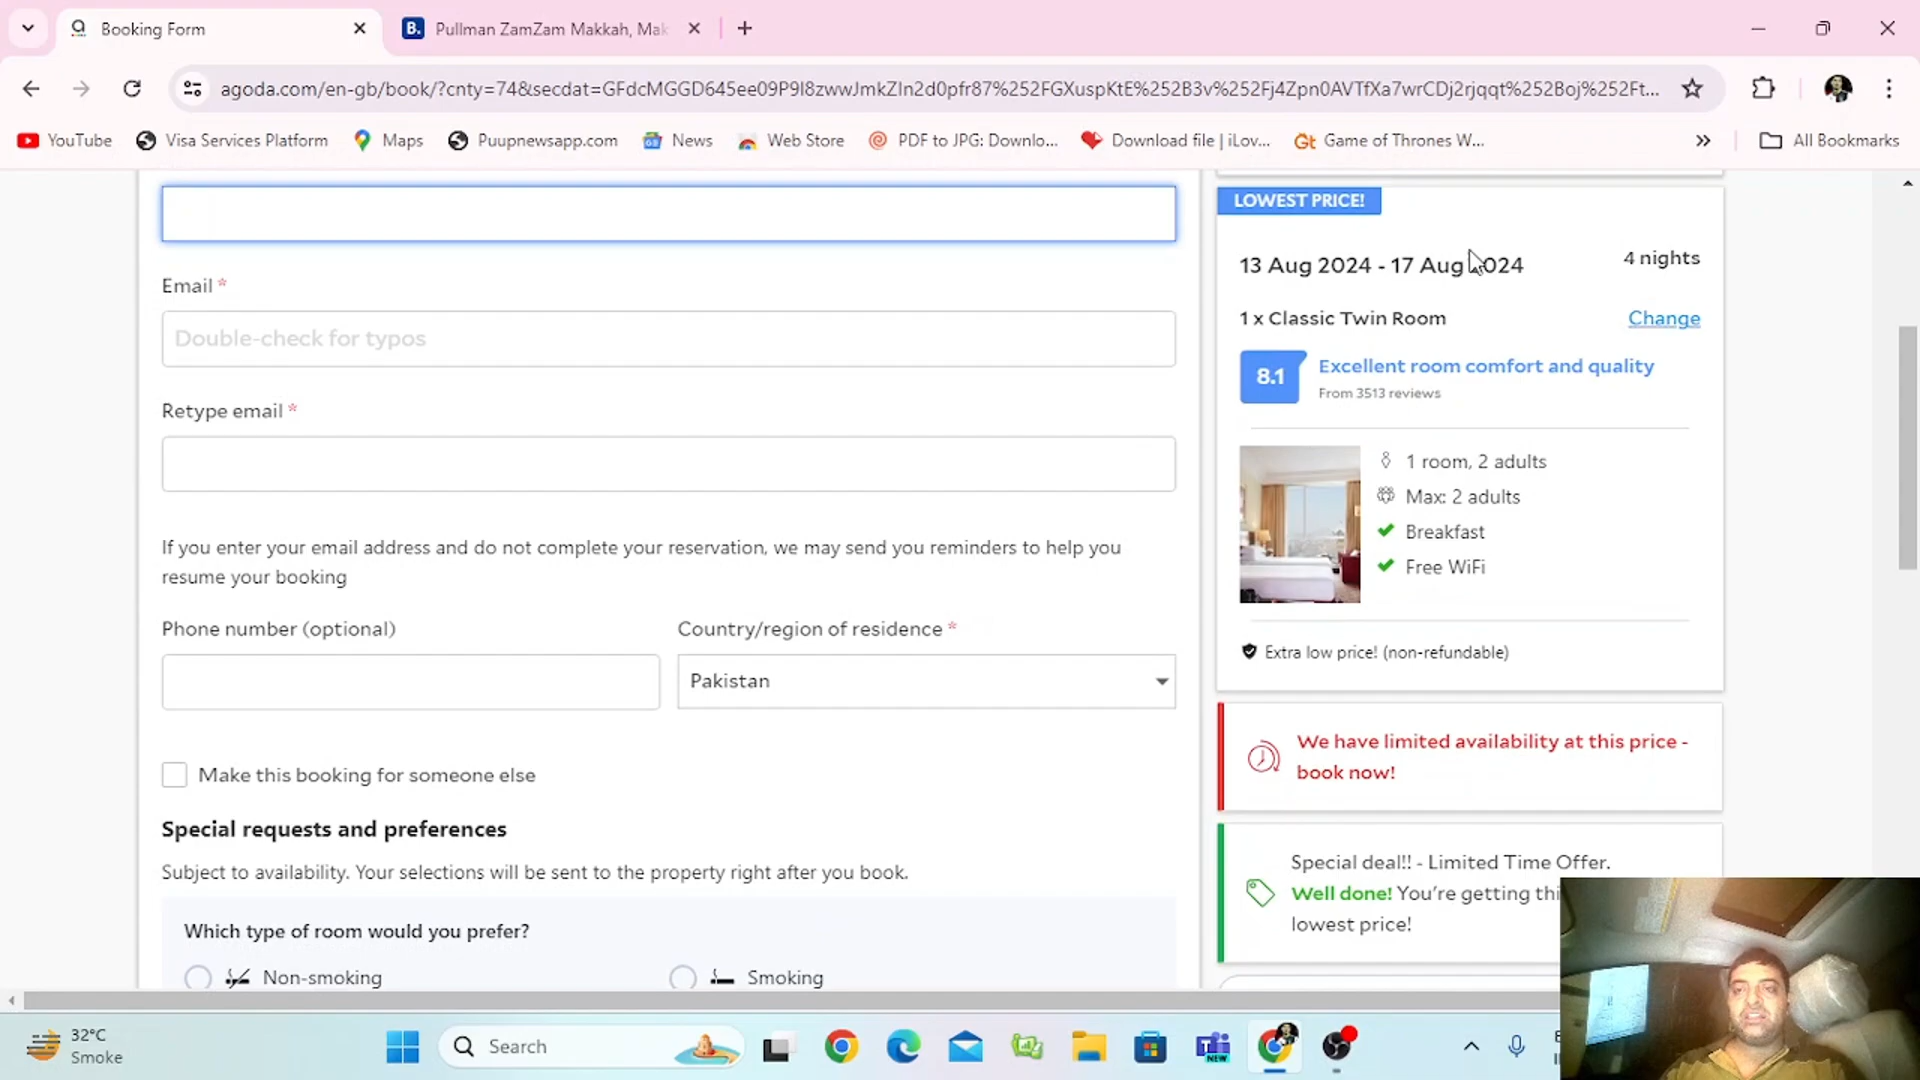 Booking Form
B. Pullman ZamZam Makkah, Mak
agoda.com/en-gb/book/?cnty=74&secdat=GFdcMGGD645ee09P9I8zwwJmkZIn2d0pfr87%252FGXuspKtE%252B3v%252Fj4Zpn0AVTfXa7wrCDj2rjqqt%252Boj%252Ft...
YouTube
Visa Services Platform
Maps
Puupnewsapp.com
News
Web Store
PDF to JPG: Downlo...
Download file | iLov...
Gt Game of Thrones W...
All Bookmarks
Email *
Double-check for typos
Retype email *
If you enter your email address and do not complete your reservation, we may send you reminders to help you
resume your booking
Phone number (optional)
Country/region of residence *
Pakistan
Make this booking for someone else
Special requests and preferences
Subject to availability. Your selections will be sent to the property right after you book.
Which type of room would you prefer?
Non-smoking
Smoking
LOWEST PRICE!
13 Aug 2024 - 17 Aug 2024
4 nights
1 x Classic Twin Room
Change
8.1
Excellent room comfort and quality
From 3513 reviews
1 room, 2 adults
Max: 2 adults
Breakfast
Free WiFi
Extra low price! (non-refundable)
We have limited availability at this price -
book now!
Special deal!! - Limited Time Offer.
Well done! You're getting
lowest price!
32°C
Smoke
Search
NEW